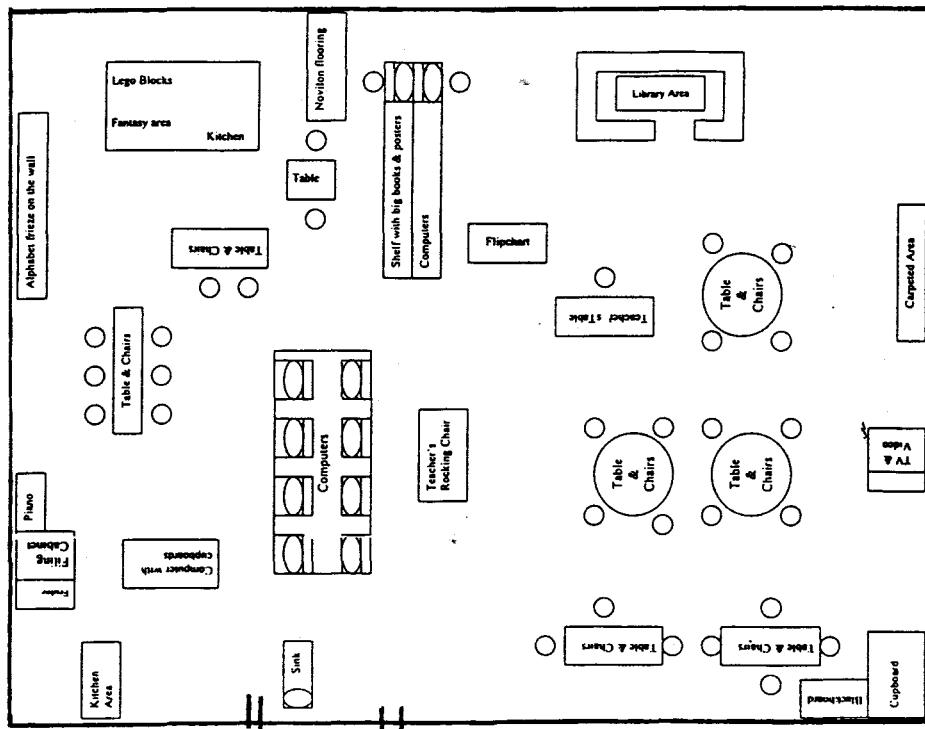 Novilon flooring
Lego Blocks
Fantasy area
Kitchen
Library Area
Alphabet frieze on the wall
Table
Shelf with big books & posters
Computers
Table & Chairs
Flipchart
Carpeted Area
Table
&
Chairs
Teacher's Table
Table & Chairs
Computers
Teacher's
Rocking Chair
Table
&
Chairs
Table
&
Chairs
TV &
Video
Piano
Filing
Cabinet
Computer with
cupboards
Kitchen
Area
Sink
Table &
Chairs
Table &
Chairs
Blackboard
Cupboard